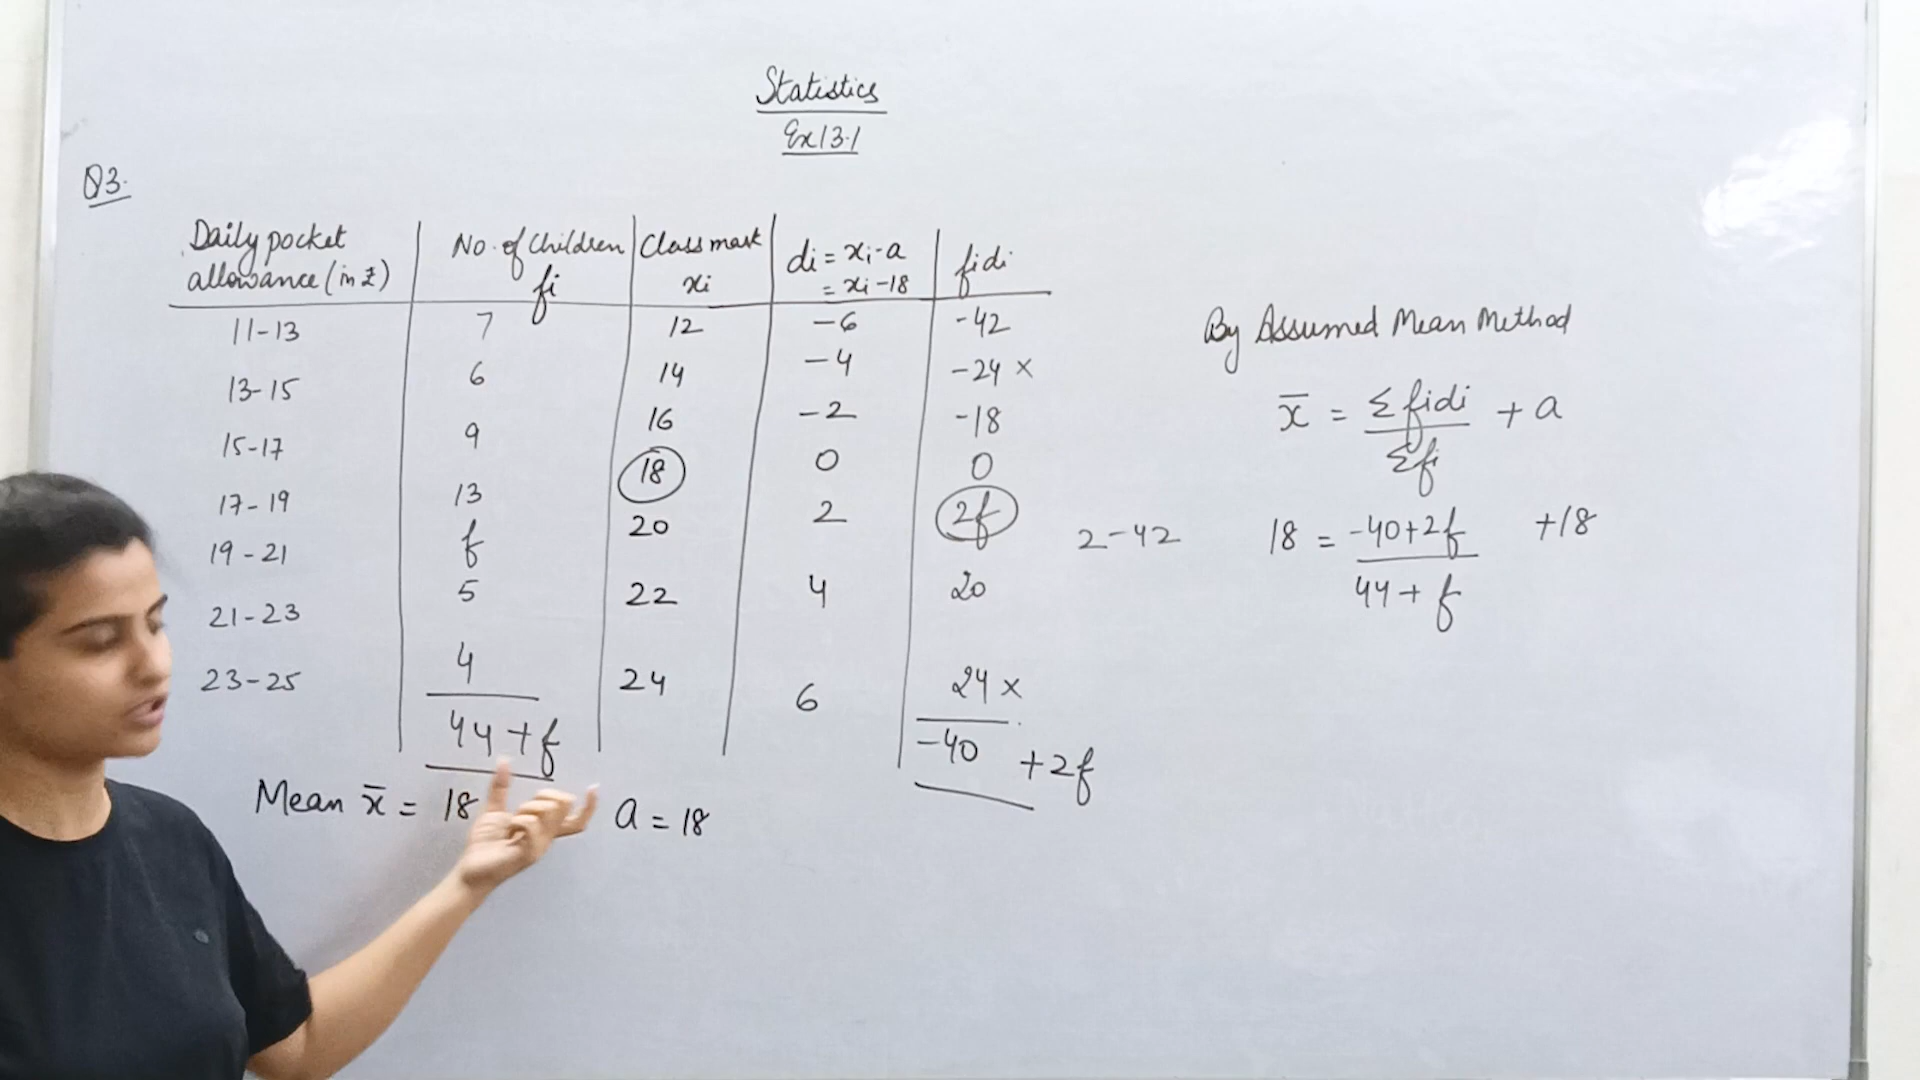 Statistics
Ex 13.1
Q3.
Daily pocket allowance (in ₹) | No. of Children fi | Class mark xi | di = xi - a = xi - 18 | fidi
11-13 7 12 -6 -42
13-15 6 14 -4 -24 x
15-17 9 16 -2 -18
17-19 13 18 0 0
19-21 f 20 2 2f
21-23 5 22 4 20
23-25 4 24 6 24 x
44 + f -40 + 2f
Mean x̄ = 18 a = 18
2-42
By Assumed Mean Method
x̄ = Σfidi / Σfi + a
18 = -40+2f / 44+f +18